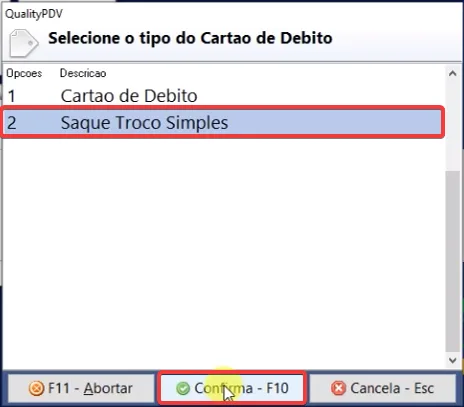 QualityPDV
Selecione o tipo do Cartao de Debito
Opcoes Descricao
1 Cartao de Debito
2 Saque Troco Simples
F11 - Abortar Confirma - F10 Cancela - Esc